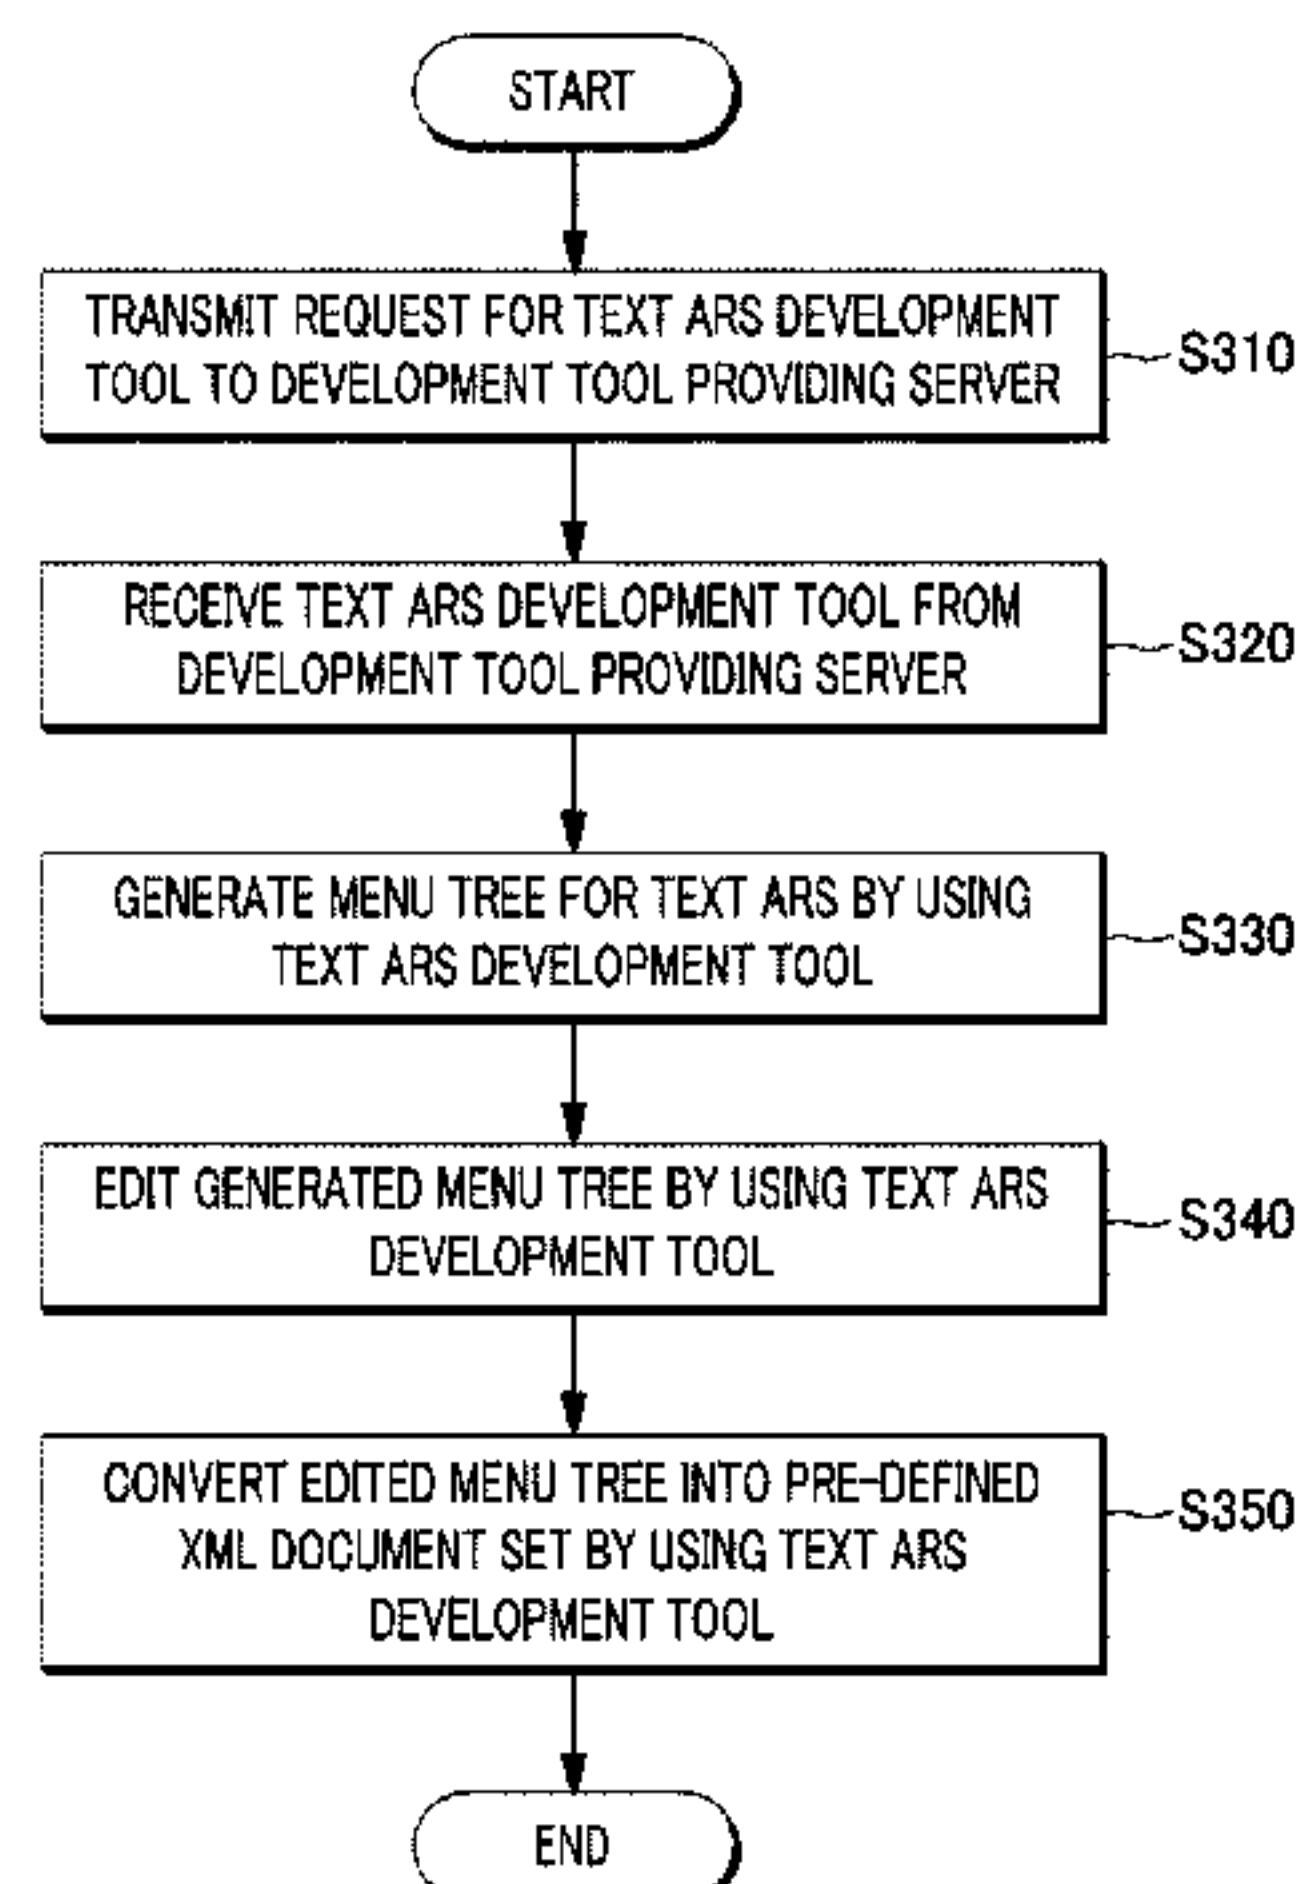 START
TRANSMIT REQUEST FOR TEXT ARS DEVELOPMENT
TOOL TO DEVELOPMENT TOOL PROVIDING SERVER
S310
RECEIVE TEXT ARS DEVELOPMENT TOOL FROM
DEVELOPMENT TOOL PROVIDING SERVER
S320
GENERATE MENU TREE FOR TEXT ARS BY USING
TEXT ARS DEVELOPMENT TOOL
S330
EDIT GENERATED MENU TREE BY USING TEXT ARS
DEVELOPMENT TOOL
S340
CONVERT EDITED MENU TREE INTO PRE-DEFINED
XML DOCUMENT SET BY USING TEXT ARS
DEVELOPMENT TOOL
S350
END